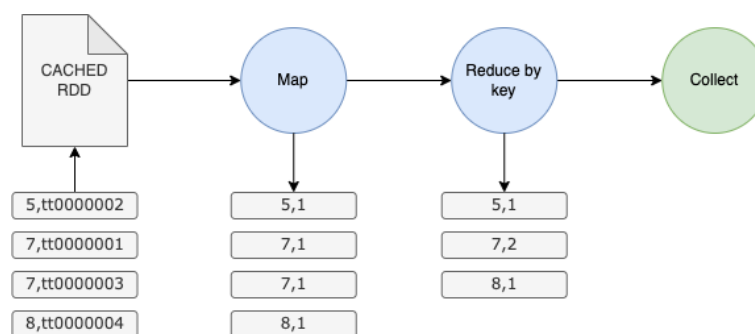 CACHED
RDD
Map
Reduce by
key
Collect
5,tt0000002
7,tt0000001
7,tt0000003
8,tt0000004
5,1
7,1
7,1
8,1
5,1
7,2
8,1